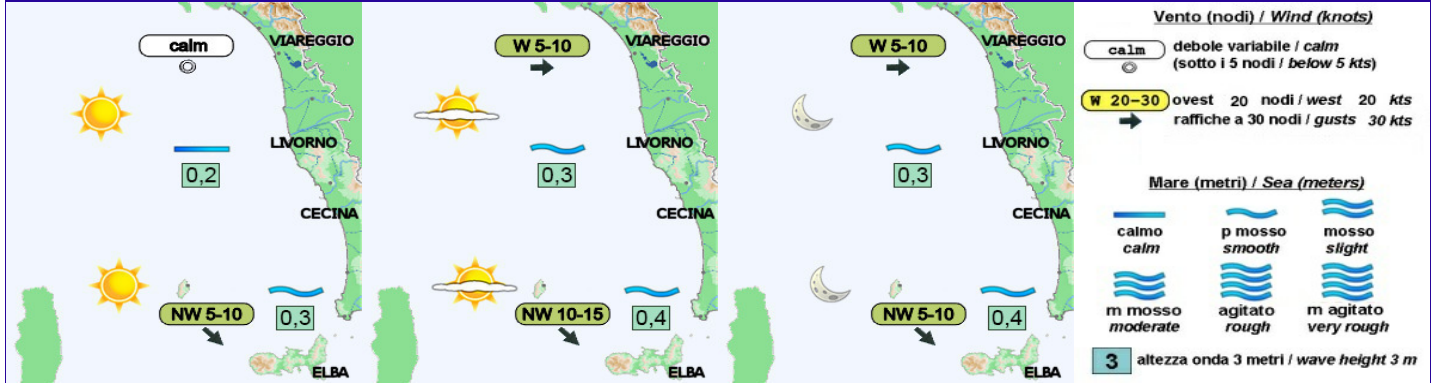 calm
VIAREGGIO
LIVORNO
0,2
CECINA
NW 5-10
0,3
ELBA
W 5-10
VIAREGGIO
LIVORNO
0,3
CECINA
NW 10-15
0,4
ELBA
W 5-10
VIAREGGIO
LIVORNO
0,3
CECINA
NW 5-10
0,4
ELBA
Vento (nodi) / Wind (knots)
calm debole variabile / calm
(sotto i 5 nodi / below 5 kts)
W 20-30 ovest 20 nodi / west 20 kts
raffiche a 30 nodi / gusts 30 kts
Mare (metri) / Sea (meters)
calmo p mosso mosso
calm smooth slight
m mosso agitato m agitato
moderate rough very rough
3 altezza onda 3 metri / wave height 3 m